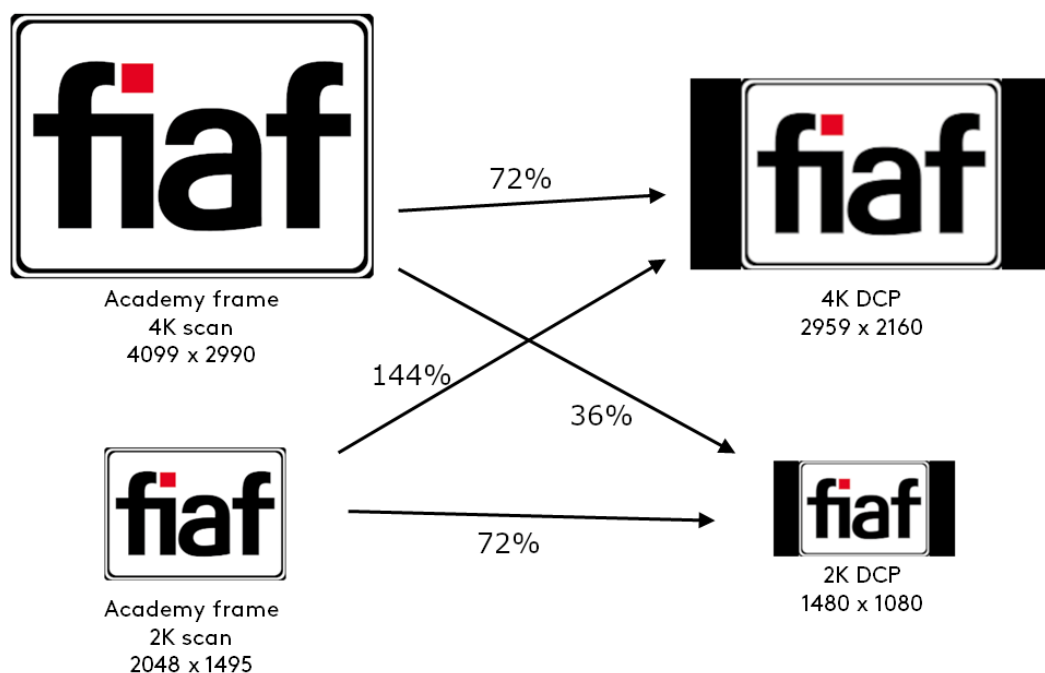 fiaf
Academy frame
4K scan
4099 x 2990
72%
fiaf
4K DCP
2959 x 2160
144%
36%
fiaf
Academy frame
2K scan
2048 x 1495
72%
fiaf
2K DCP
1480 x 1080